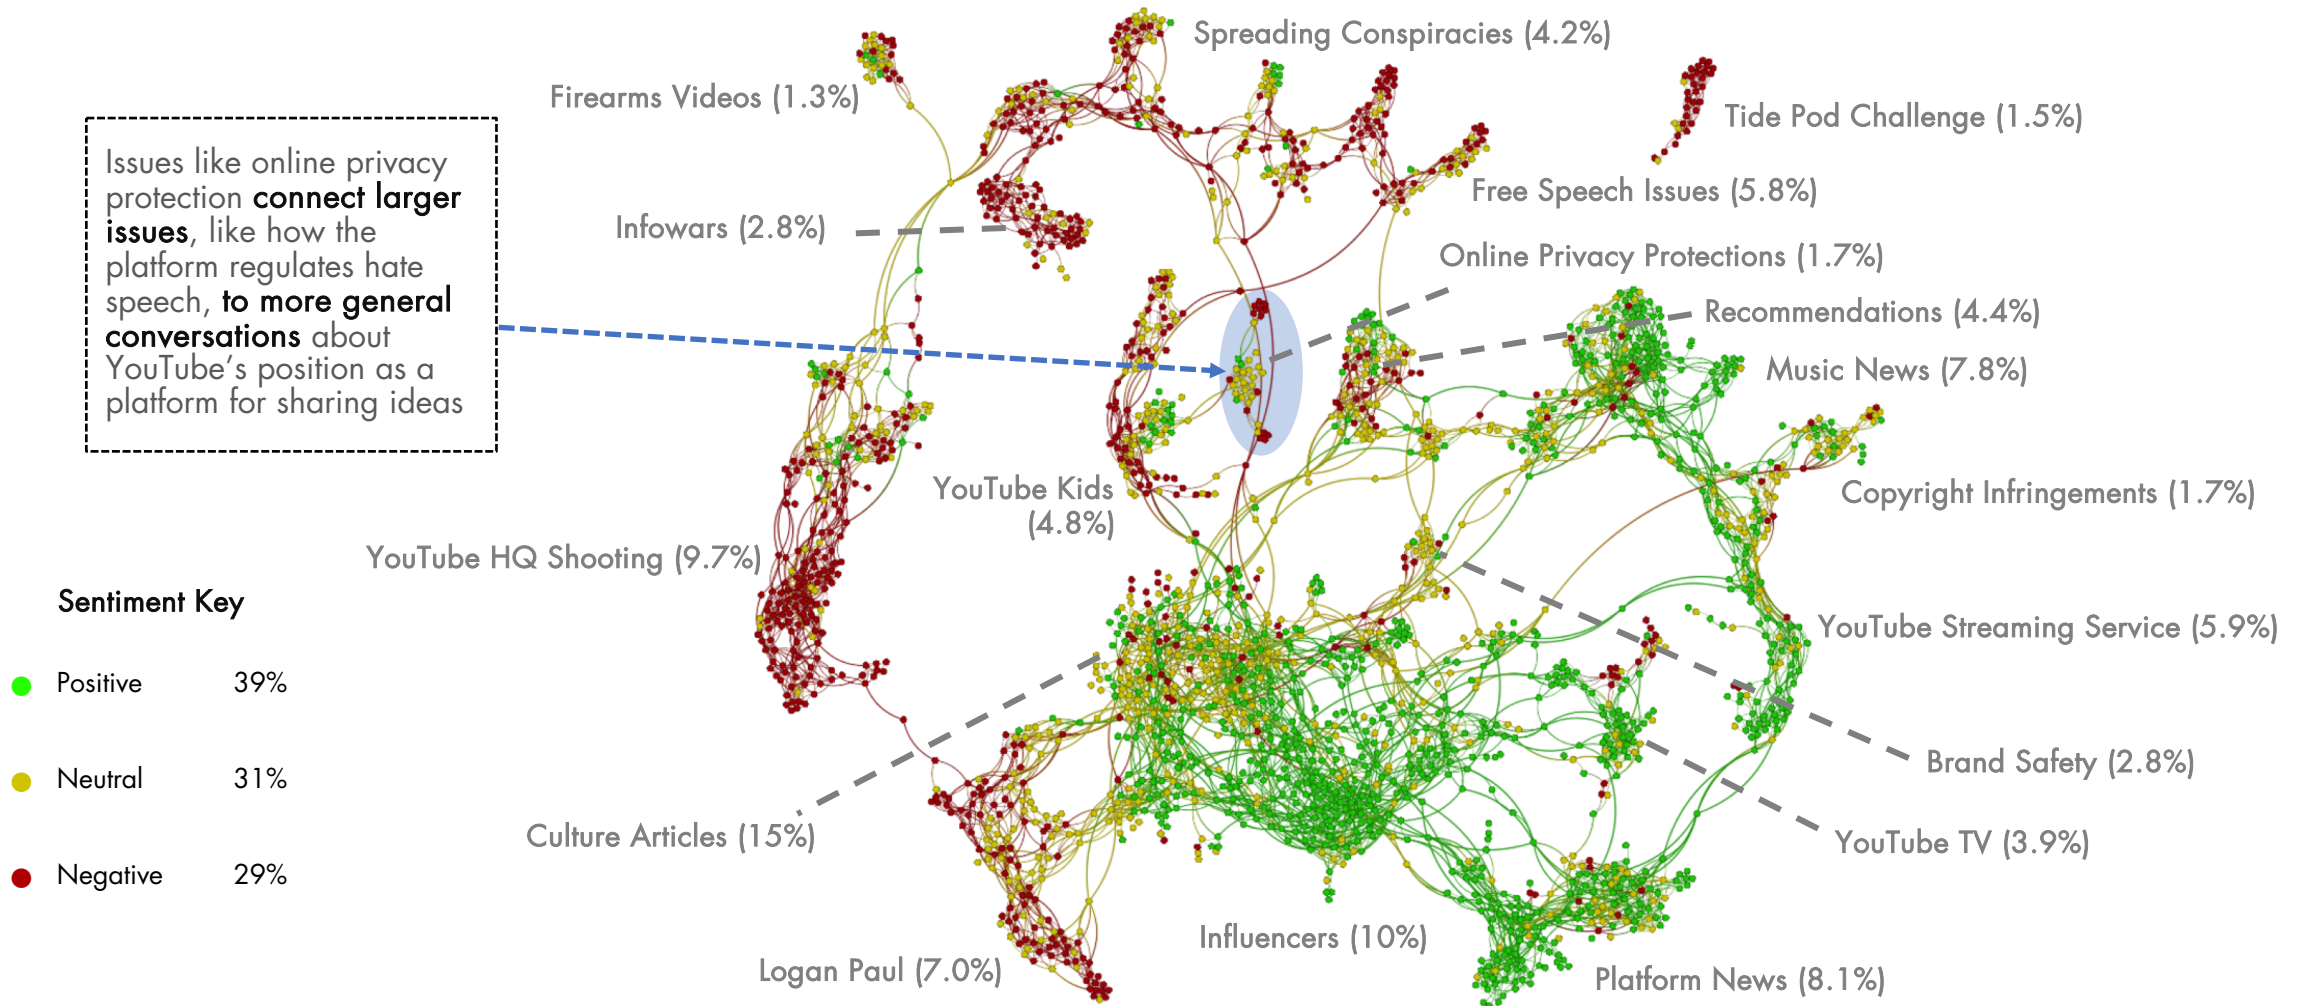 Spreading Conspiracies (4.2%)
Firearms Videos (1.3%)
Tide Pod Challenge (1.5%)
Issues like online privacy
protection connect larger
issues, like how the
platform regulates hate
speech, to more general
conversations about
YouTube's position as a
platform for sharing ideas
Free Speech Issues (5.8%)
Infowars (2.8%)
Online Privacy Protections (1.7%)
Recommendations (4.4%)
Music News (7.8%)
YouTube Kids
(4.8%)
Copyright Infringements (1.7%)
YouTube HQ Shooting (9.7%)
Sentiment Key
Positive 39%
Neutral 31%
Negative 29%
YouTube Streaming Service (5.9%)
Brand Safety (2.8%)
Culture Articles (15%)
YouTube TV (3.9%)
Influencers (10%)
Logan Paul (7.0%)
Platform News (8.1%)